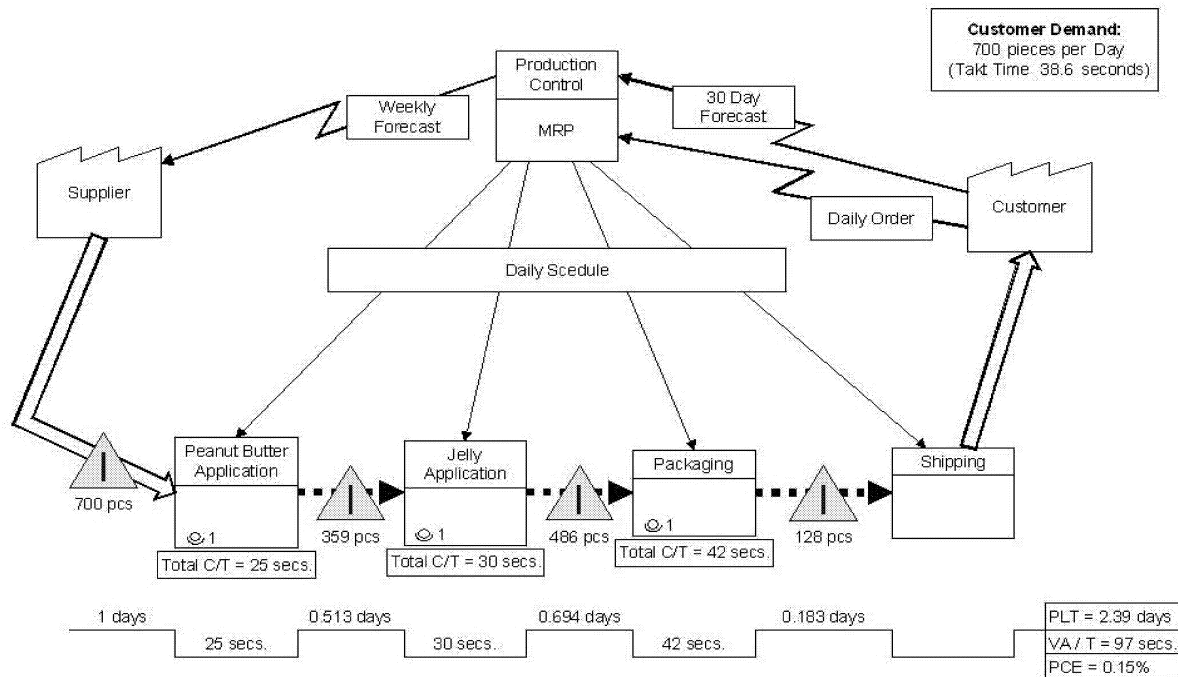 Customer Demand:
700 pieces per Day
(Takt Time 38.6 seconds)
Production
Control
MRP
Weekly
Forecast
30 Day
Forecast
Supplier
Customer
Daily Order
Daily Scedule
Peanut Butter
Application
1
Total C/T = 25 secs.
Jelly
Application
1
Total C/T = 30 secs.
Packaging
1
Total C/T = 42 secs.
Shipping
I
700 pcs
I
359 pcs
I
486 pcs
I
128 pcs
1 days
25 secs.
0.513 days
30 secs.
0.694 days
42 secs.
0.183 days
PLT = 2.39 days
VA / T = 97 secs.
PCE = 0.15%